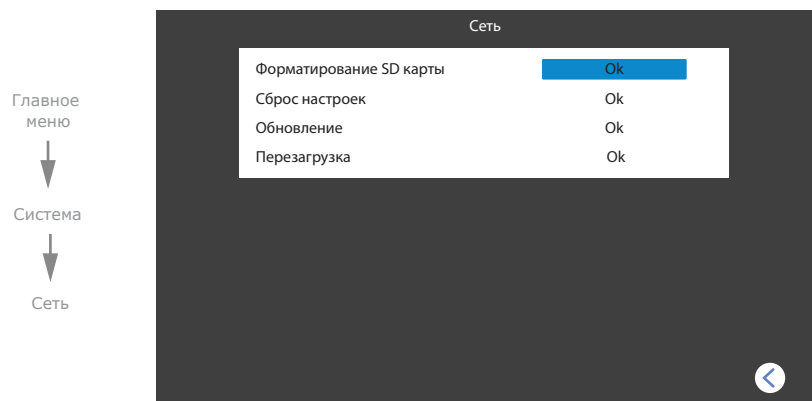 Главное
меню
Система
Сеть
Сеть
Форматирование SD карты Ok
Сброс настроек Ok
Обновление Ok
Перезагрузка Ok